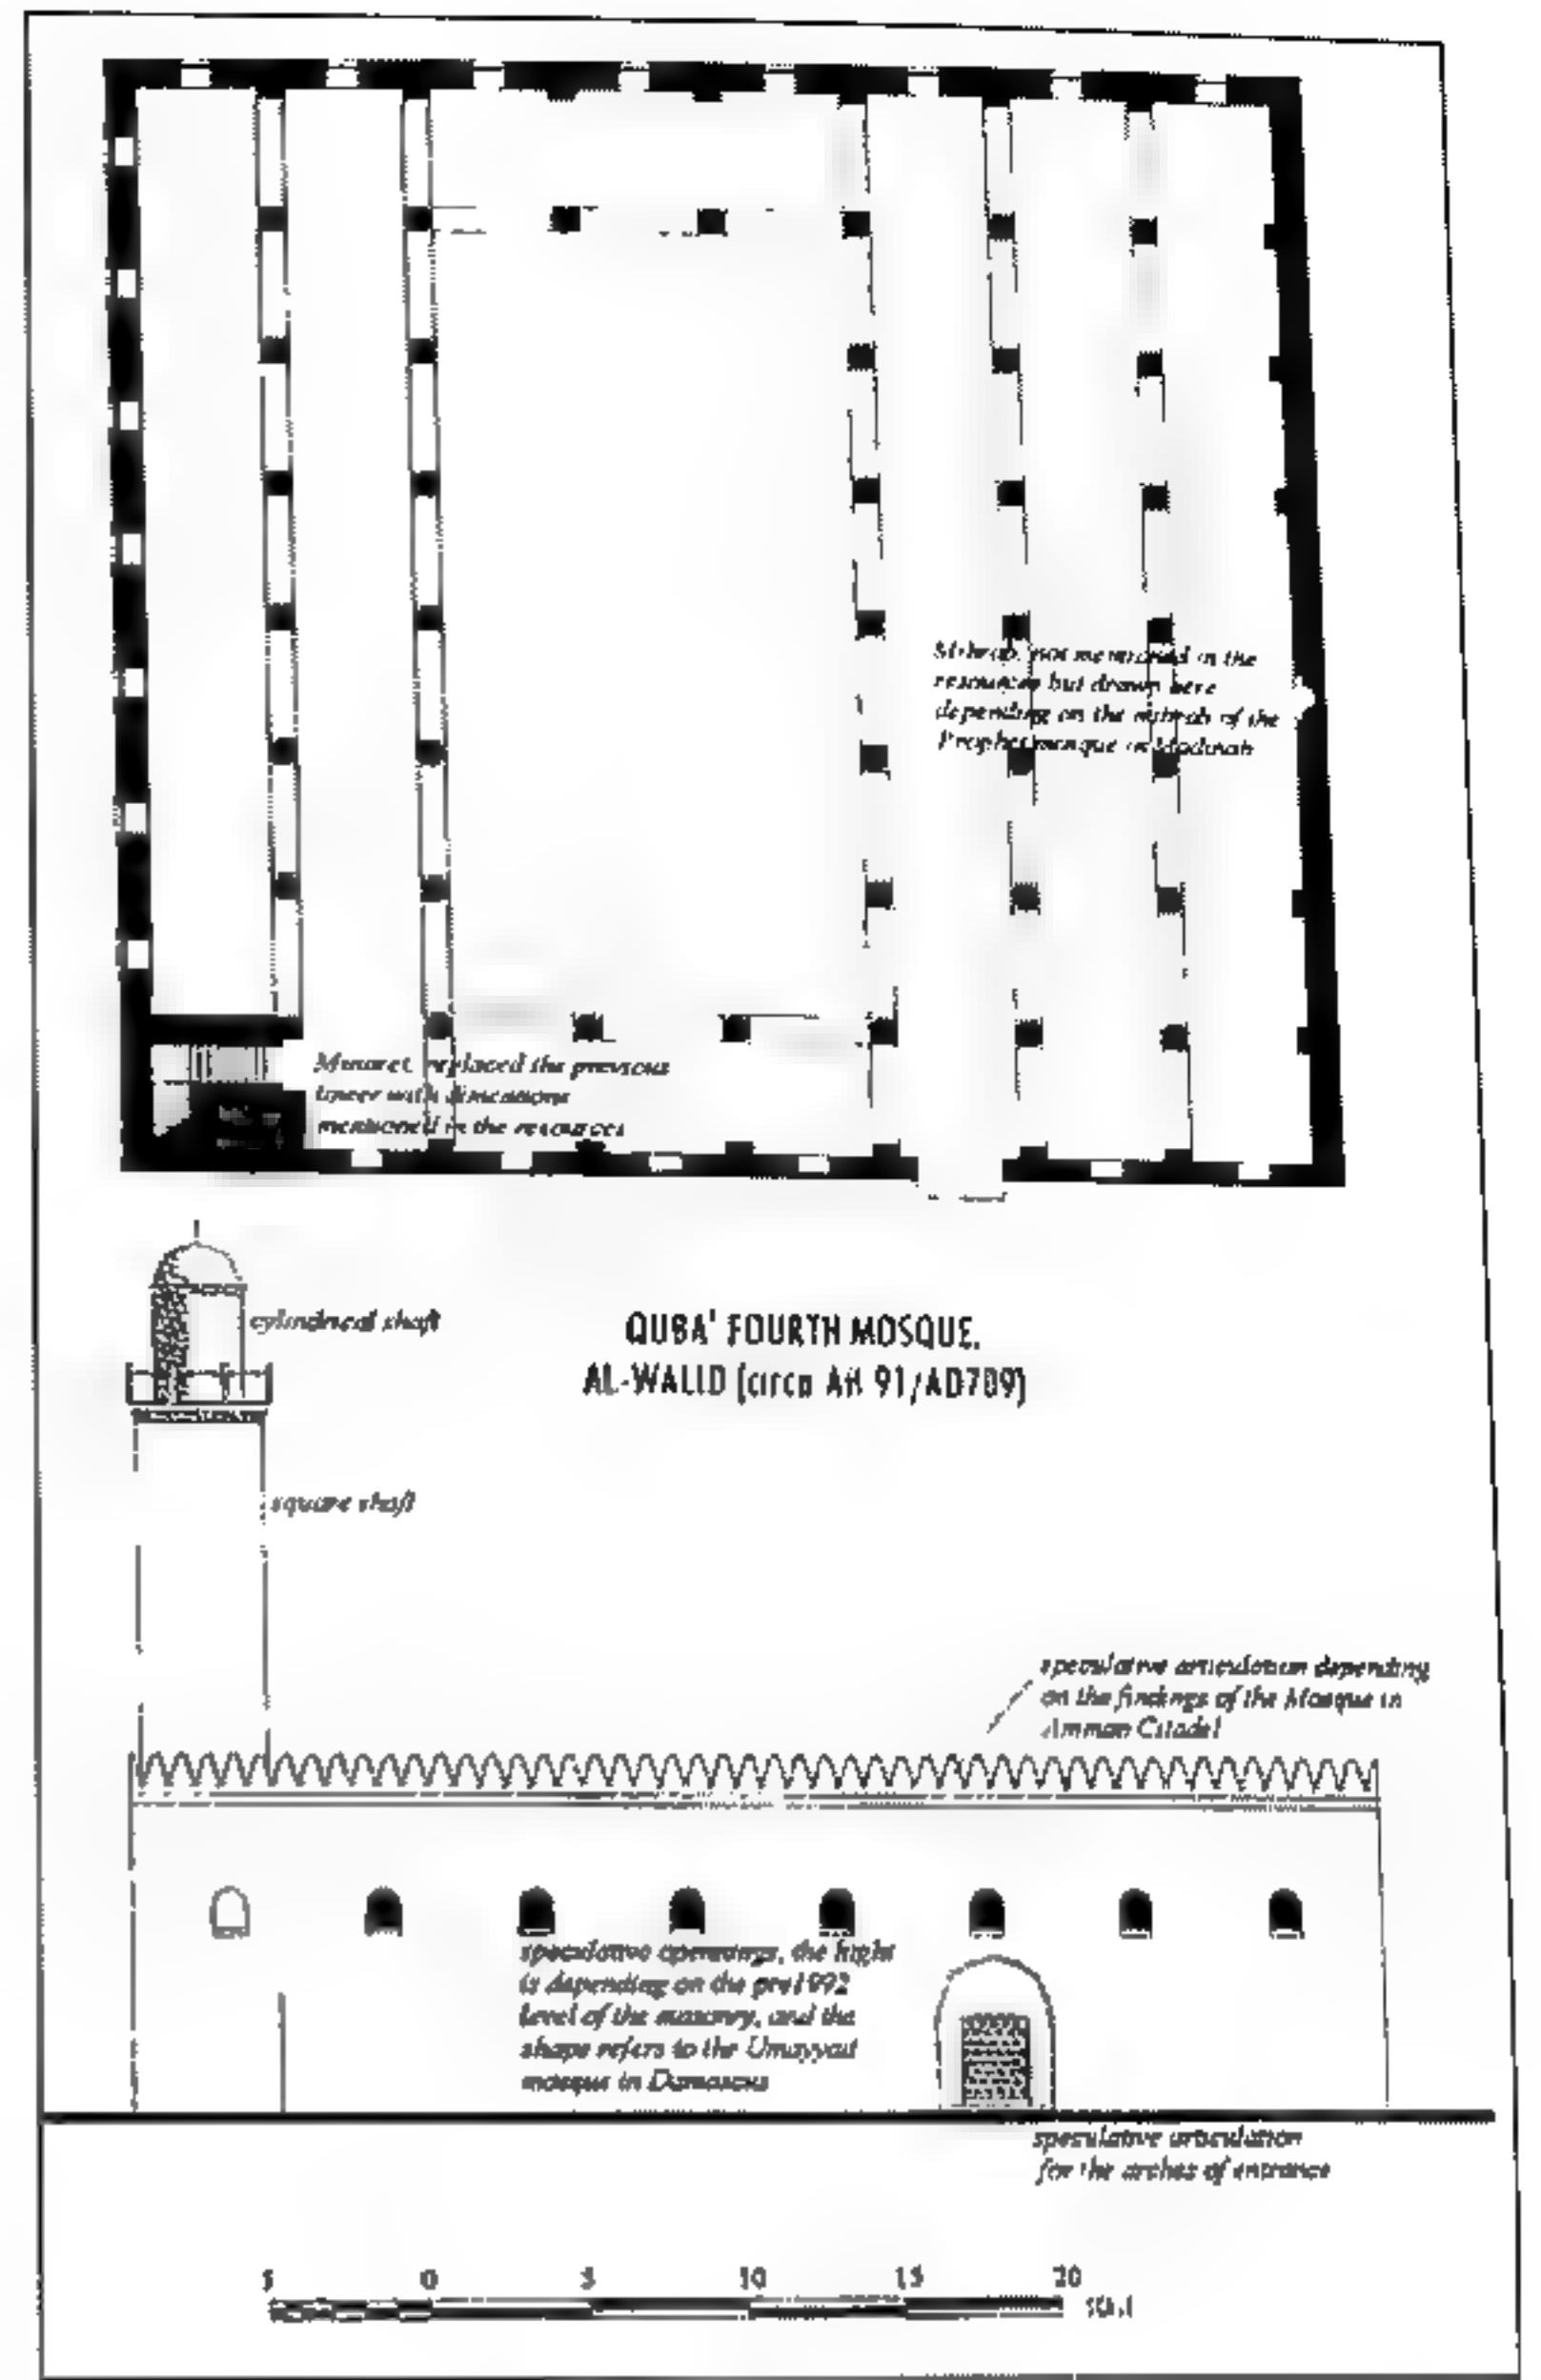 Mihrab, not mentioned in the
resources but drawn here
depending on the mihrab of the
Prophet mosque in Madinah
Minaret, replaced the previous
tower with dimensions
mentioned in the resources
cylindrical shaft
QUBA' FOURTH MOSQUE,
AL-WALID (circa AH 91/AD709)
square shaft
speculative articulation depending
on the findings of the Mosque in
Amman Citadel
speculative openings, the hight
is depending on the pre1992
level of the masonry, and the
shape refers to the Umayyad
mosque in Damascus
speculative articulation
for the arches of entrance
5 0 5 10 15 20